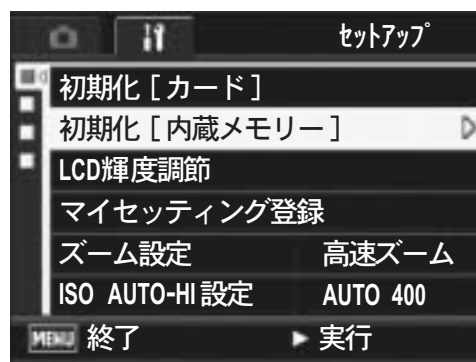 セットアップ
初期化 [ カード ]
初期化 [ 内蔵メモリー ]
LCD輝度調節
マイセッティング登録
ズーム設定 高速ズーム
ISO AUTO-HI 設定 AUTO 400
MENU 終了 ▶ 実行